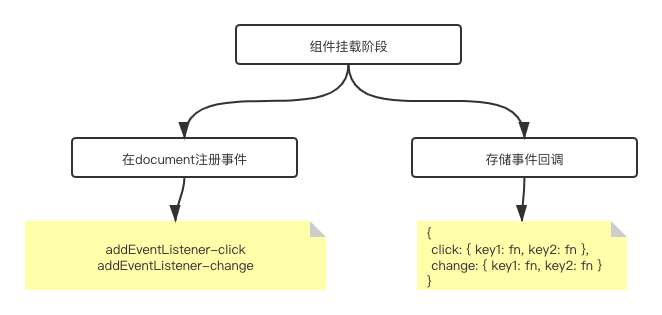 组件挂载阶段
在document注册事件
存储事件回调
addEventListener-click
addEventListener-change
{
click: { key1: fn, key2: fn },
change: { key1: fn, key2: fn }
}